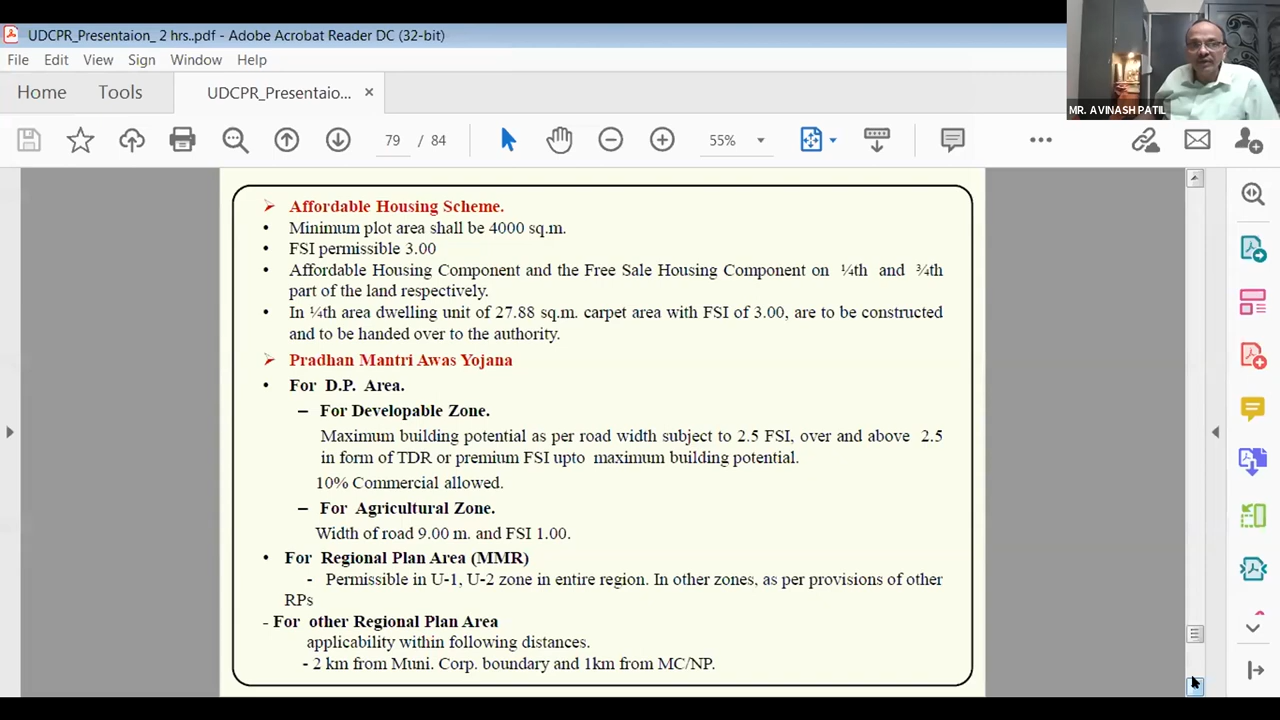 UDCPR_Presentaion_ 2 hrs..pdf - Adobe Acrobat Reader DC (32-bit)
File Edit View Sign Window Help
Home Tools UDCPR_Presentaio... ×
79 / 84 55%
MR. AVINASH PATIL
Affordable Housing Scheme.
• Minimum plot area shall be 4000 sq.m.
• FSI permissible 3.00
• Affordable Housing Component and the Free Sale Housing Component on ¼th and ¾th
part of the land respectively.
• In ¼th area dwelling unit of 27.88 sq.m. carpet area with FSI of 3.00, are to be constructed
and to be handed over to the authority.
Pradhan Mantri Awas Yojana
• For D.P. Area.
– For Developable Zone.
Maximum building potential as per road width subject to 2.5 FSI, over and above 2.5
in form of TDR or premium FSI upto maximum building potential.
10% Commercial allowed.
– For Agricultural Zone.
Width of road 9.00 m. and FSI 1.00.
• For Regional Plan Area (MMR)
- Permissible in U-1, U-2 zone in entire region. In other zones, as per provisions of other
RPs
- For other Regional Plan Area
applicability within following distances.
- 2 km from Muni. Corp. boundary and 1km from MC/NP.